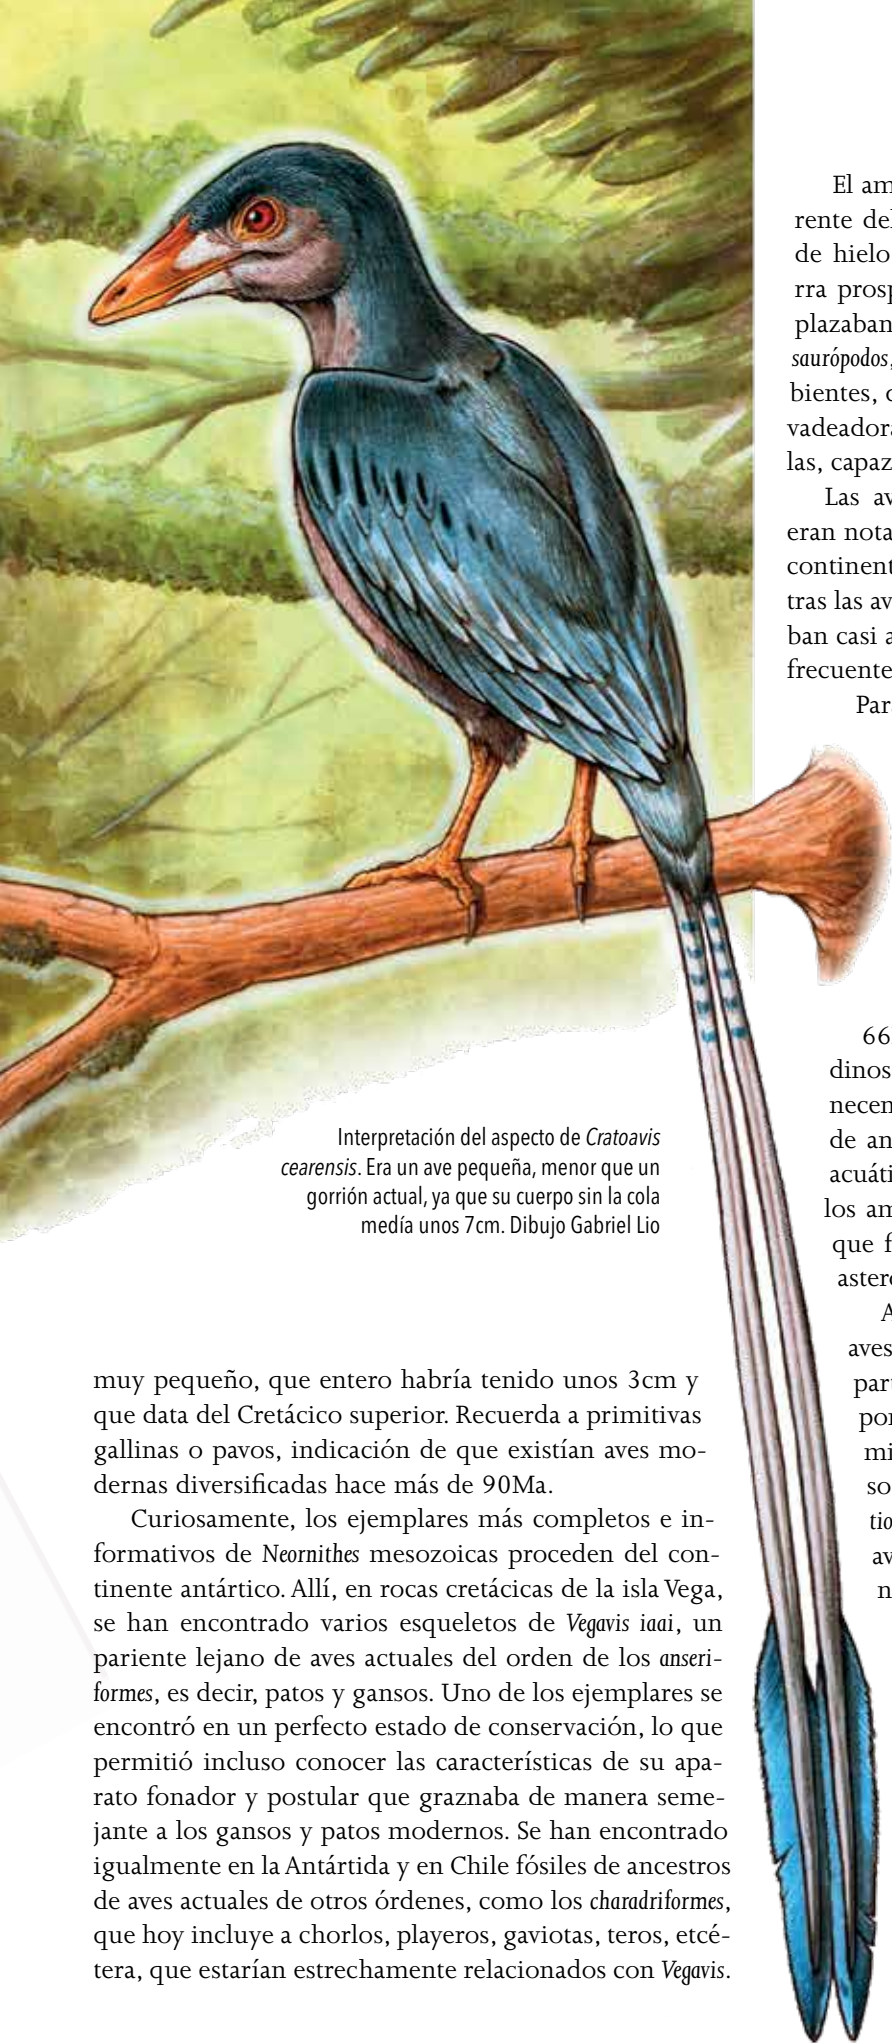 Interpretación del aspecto de Cratoavis
cearensis. Era un ave pequeña, menor que un
gorrión actual, ya que su cuerpo sin la cola
medía unos 7cm. Dibujo Gabriel Lio
muy pequeño, que entero habría tenido unos 3cm y
que data del Cretácico superior. Recuerda a primitivas
gallinas o pavos, indicación de que existían aves mo-
dernas diversificadas hace más de 90Ma.
Curiosamente, los ejemplares más completos e in-
formativos de Neornithes mesozoicas proceden del con-
tinente antártico. Allí, en rocas cretácicas de la isla Vega,
se han encontrado varios esqueletos de Vegavis iaai, un
pariente lejano de aves actuales del orden de los anseri-
formes, es decir, patos y gansos. Uno de los ejemplares se
encontró en un perfecto estado de conservación, lo que
permitió incluso conocer las características de su apa-
rato fonador y postular que graznaba de manera seme-
jante a los gansos y patos modernos. Se han encontrado
igualmente en la Antártida y en Chile fósiles de ancestros
de aves actuales de otros órdenes, como los charadriformes,
que hoy incluye a chorlos, playeros, gaviotas, teros, etcé-
tera, que estarían estrechamente relacionados con Vegavis.
El am
rente del
de hielo
rra prosp
plazaban
saurópodos,
bientes, c
vadeadora
las, capaz
Las av
eran nota
continent
tras las av
ban casi a
frecuente
Para
66
dinos
necen
de an
acuáti
los am
que f
astero
A
aves
part
por
mi
so
tio
av
n